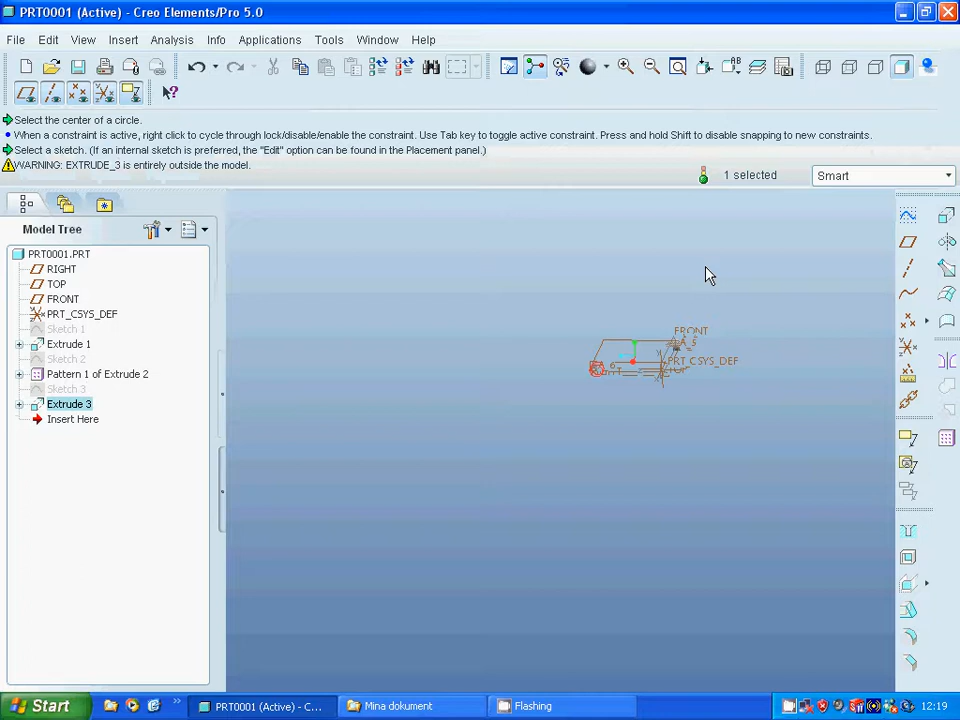 PRT0001 (Active) - Creo Elements/Pro 5.0
File Edit View Insert Analysis Info Applications Tools Window Help
Select the center of a circle.
When a constraint is active, right click to cycle through lock/disable/enable the constraint. Use Tab key to toggle active constraint. Press and hold Shift to disable snapping to new constraints.
Select a sketch. (If an internal sketch is preferred, the "Edit" option can be found in the Placement panel.)
WARNING: EXTRUDE_3 is entirely outside the model.
1 selected Smart
Model Tree
PRT0001.PRT
RIGHT
TOP
FRONT
PRT_CSYS_DEF
Sketch 1
Extrude 1
Sketch 2
Pattern 1 of Extrude 2
Sketch 3
Extrude 3
Insert Here
FRONT
A_5
PRT_CSYS_DEF
Start PRT0001 (Active) - C... Mina dokument Flashing 12:19